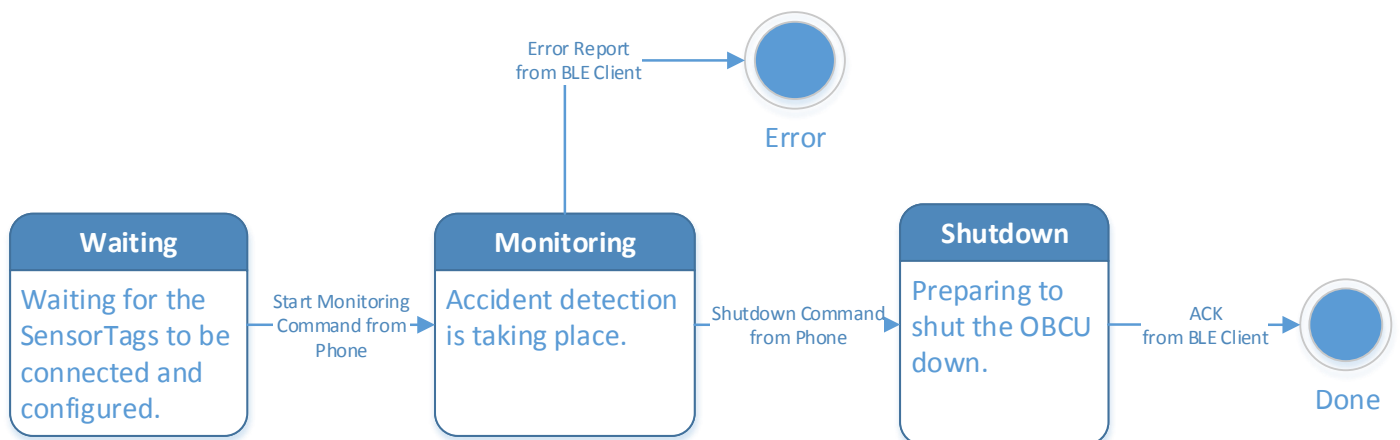 Error Report
from BLE Client
Error
Waiting
Waiting for the
SensorTags to be
connected and
configured.
Start Monitoring
Command from
Phone
Monitoring
Accident detection
is taking place.
Shutdown Command
from Phone
Shutdown
Preparing to
shut the OBCU
down.
ACK
from BLE Client
Done